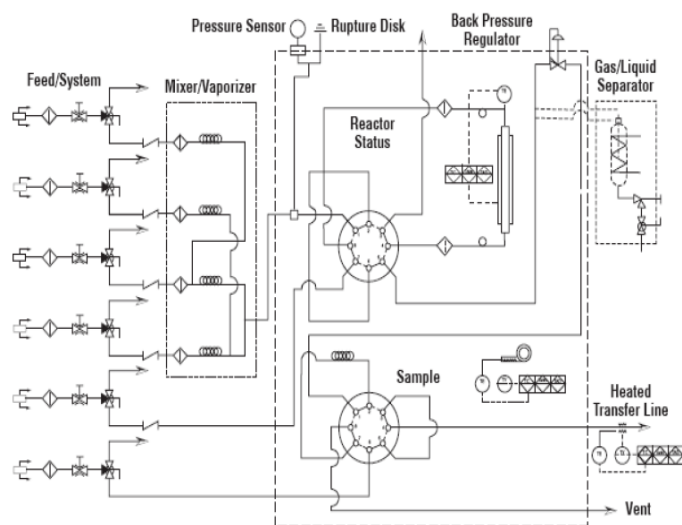 Pressure Sensor
Rupture Disk
Back Pressure
Regulator
Feed/System
Mixer/Vaporizer
Gas/Liquid
Separator
Reactor
Status
Sample
Heated
Transfer Line
Vent